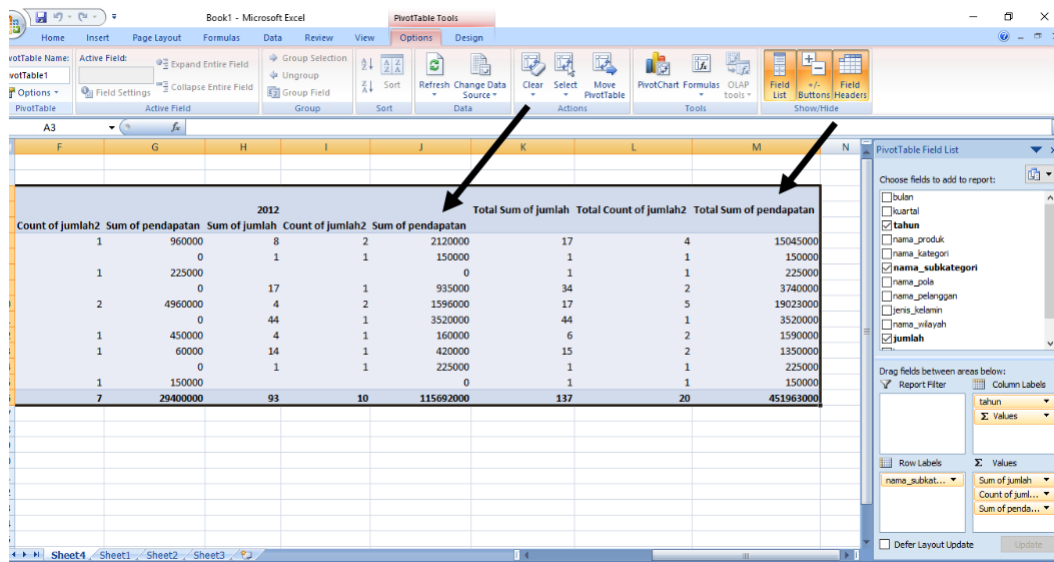 Book1 - Microsoft Excel PivotTable Tools
Home Insert Page Layout Formulas Data Review View Options Design
votTable Name: Active Field: Expand Entire Field Group Selection
votTable1 Collapse Entire Field Ungroup Sort Refresh Change Data Source Clear Select Move PivotTable PivotChart Formulas OLAP tools Field List +/- Buttons Field Headers
Options Field Settings Group Field
PivotTable Active Field Group Sort Data Actions Tools Show/Hide
A3 fx
F G H I J K L M N
2012 Total Sum of jumlah Total Count of jumlah2 Total Sum of pendapatan
Count of jumlah2 Sum of pendapatan Sum of jumlah Count of jumlah2 Sum of pendapatan
1 960000 8 2 2120000 17 4 15045000
0 1 1 150000 1 1 150000
1 225000 0 1 1 225000
0 17 1 935000 34 2 3740000
2 4960000 4 2 1596000 17 5 19023000
0 44 1 3520000 44 1 3520000
1 450000 4 1 160000 6 2 1590000
1 60000 14 1 420000 15 2 1350000
0 1 1 225000 1 1 225000
1 150000 0 1 1 150000
7 29400000 93 10 115692000 137 20 451963000
PivotTable Field List
Choose fields to add to report:
bulan
kuartal
tahun
nama_produk
nama_kategori
nama_subkategori
nama_pola
nama_pelanggan
jenis_kelamin
nama_wilayah
jumlah
Drag fields between areas below:
Report Filter Column Labels
tahun
Σ Values
Row Labels Σ Values
nama_subkat... Sum of jumlah
Count of juml...
Sum of penda...
Defer Layout Update Update
Sheet4 Sheet1 Sheet2 Sheet3